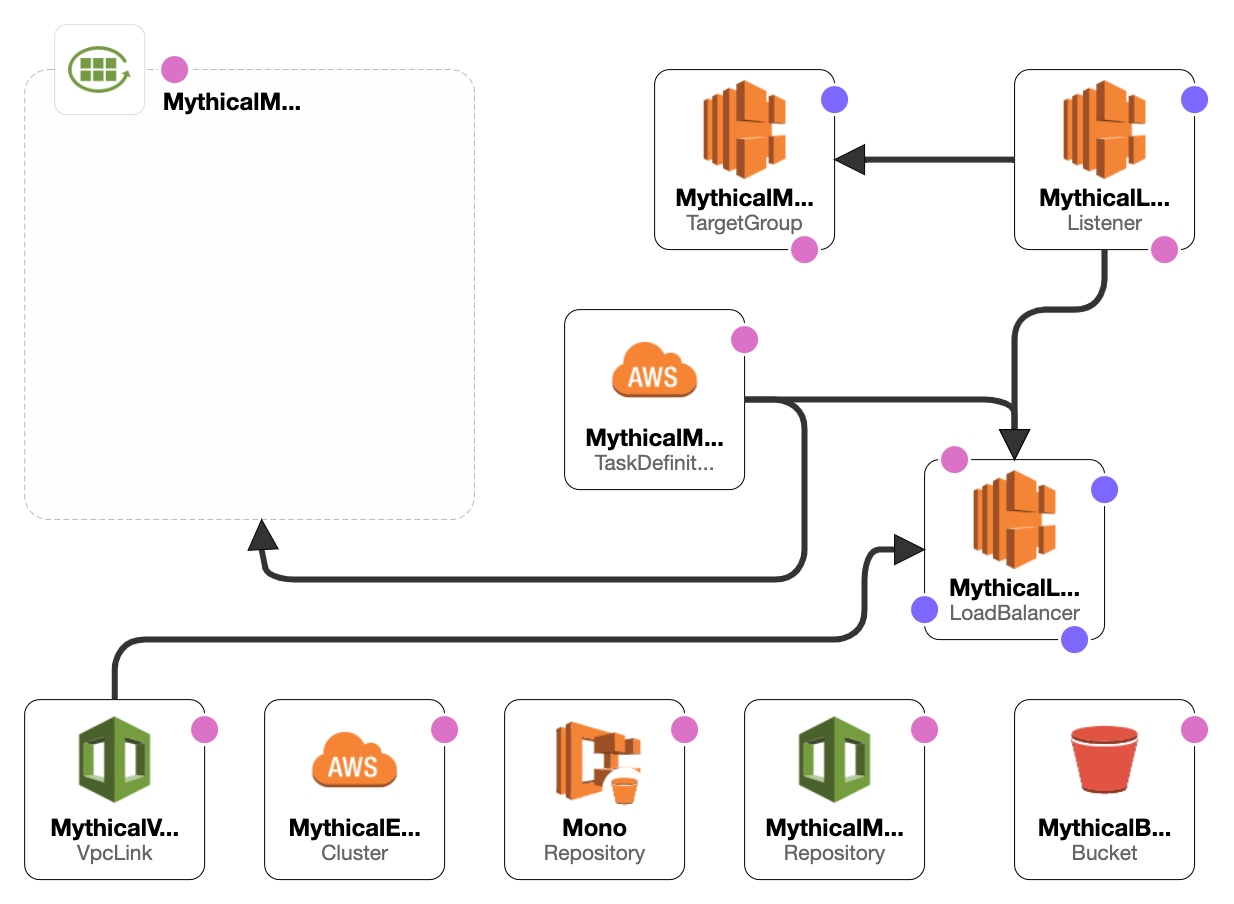 MythicalM...
MythicalM...
TargetGroup
MythicalL...
Listener
AWS
MythicalM...
TaskDefinit...
MythicalL...
LoadBalancer
MythicalV...
VpcLink
AWS
MythicalE...
Cluster
Mono
Repository
MythicalM...
Repository
MythicalB...
Bucket